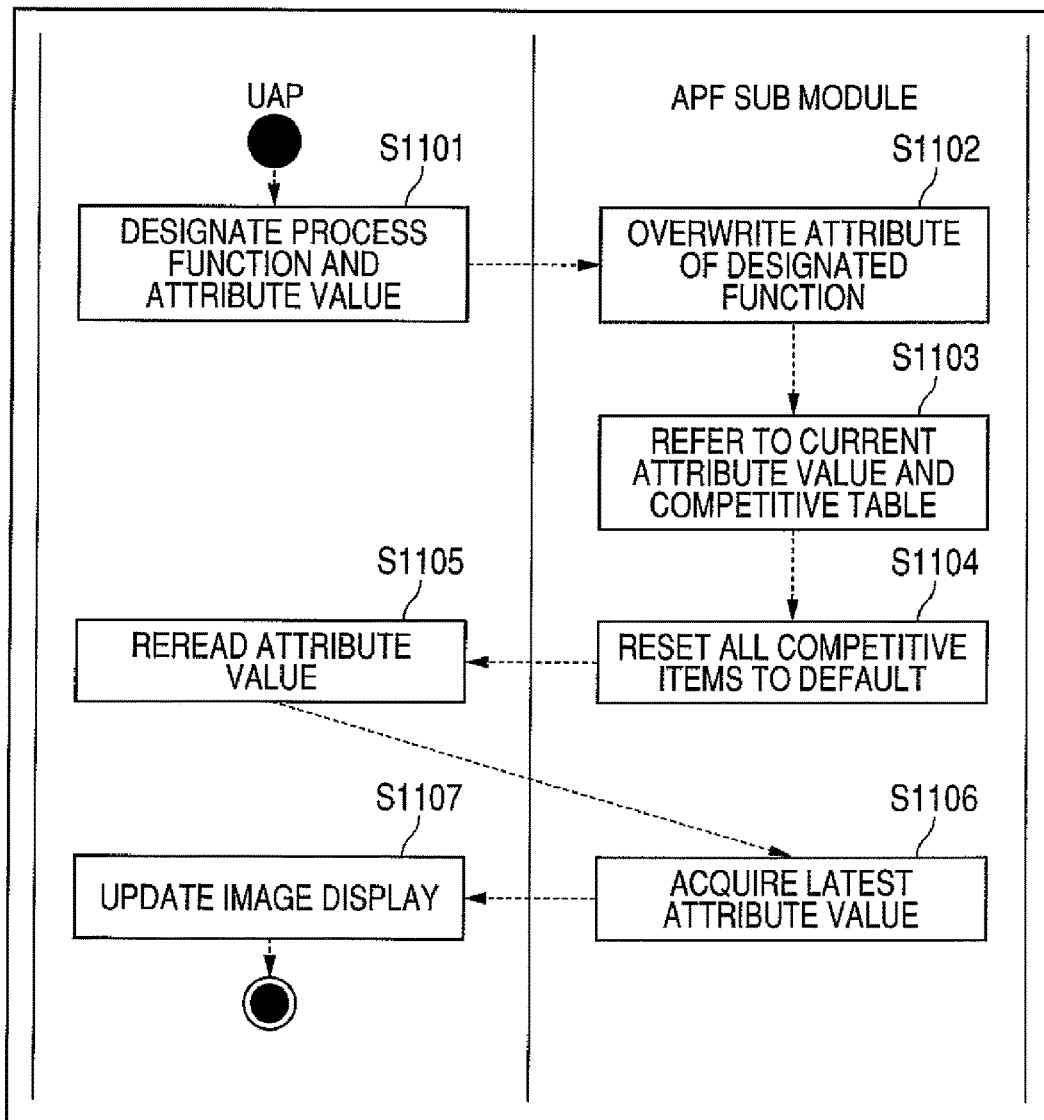 UAP
APF SUB MODULE
S1101
S1102
DESIGNATE PROCESS
FUNCTION AND
ATTRIBUTE VALUE
OVERWRITE ATTRIBUTE
OF DESIGNATED
FUNCTION
S1103
REFER TO CURRENT
ATTRIBUTE VALUE AND
COMPETITIVE TABLE
S1105
S1104
REREAD ATTRIBUTE
VALUE
RESET ALL COMPETITIVE
ITEMS TO DEFAULT
S1107
S1106
UPDATE IMAGE DISPLAY
ACQUIRE LATEST
ATTRIBUTE VALUE